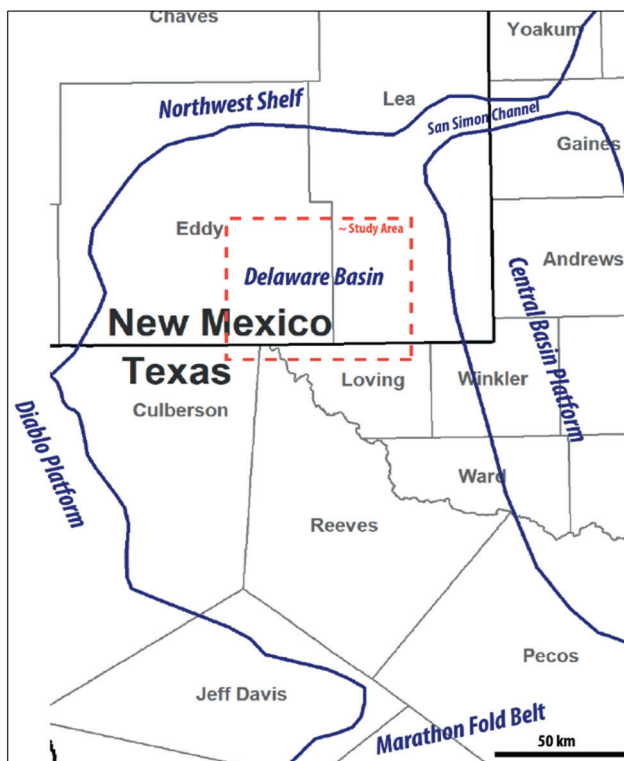 Chaves
Yoakum
Northwest Shelf
Lea
San Simon Channel
Gaines
Eddy
~ Study Area
Delaware Basin
Andrews
Central Basin Platform
New Mexico
Texas
Loving
Winkler
Culberson
Diablo Platform
Ward
Reeves
Pecos
Jeff Davis
Marathon Fold Belt
50 km